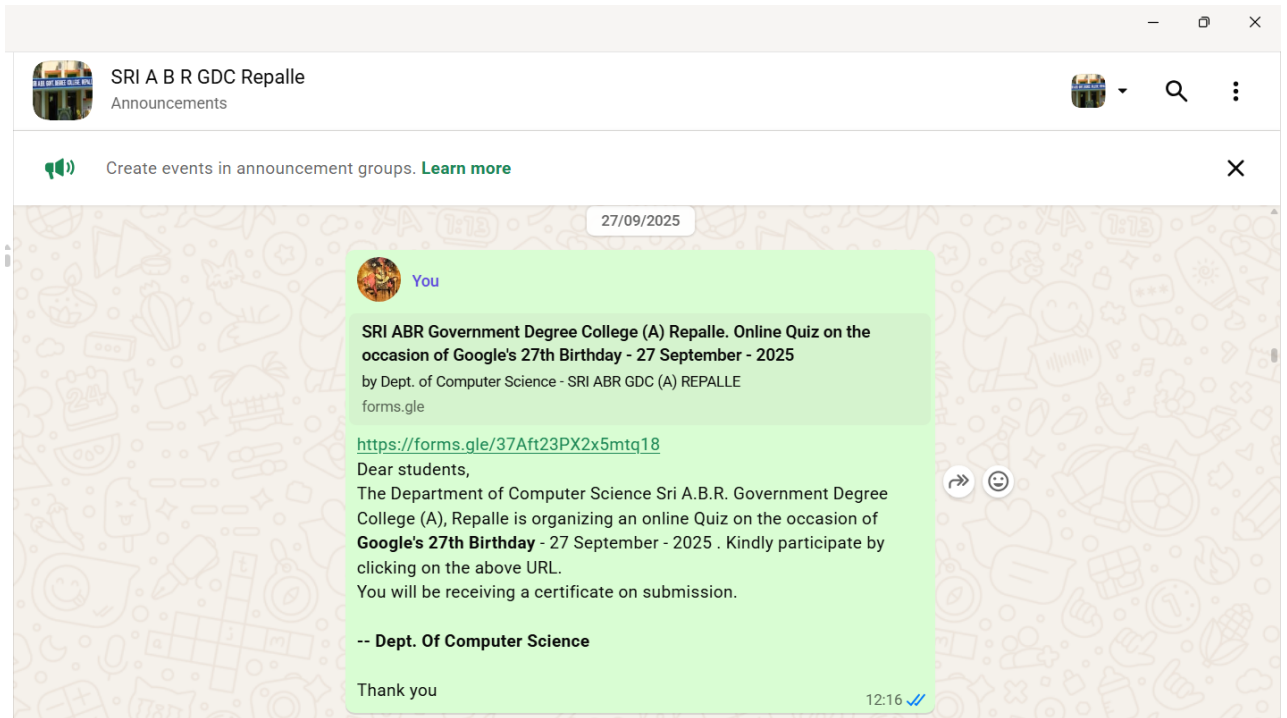 SRI A B R GDC Repalle
Announcements
Create events in announcement groups. Learn more
27/09/2025
You
SRI ABR Government Degree College (A) Repalle. Online Quiz on the
occasion of Google's 27th Birthday - 27 September - 2025
by Dept. of Computer Science - SRI ABR GDC (A) REPALLE
forms.gle
https://forms.gle/37Aft23PX2x5mtq18
Dear students,
The Department of Computer Science Sri A.B.R. Government Degree
College (A), Repalle is organizing an online Quiz on the occasion of
Google's 27th Birthday - 27 September - 2025 . Kindly participate by
clicking on the above URL.
You will be receiving a certificate on submission.
-- Dept. Of Computer Science
Thank you
12:16